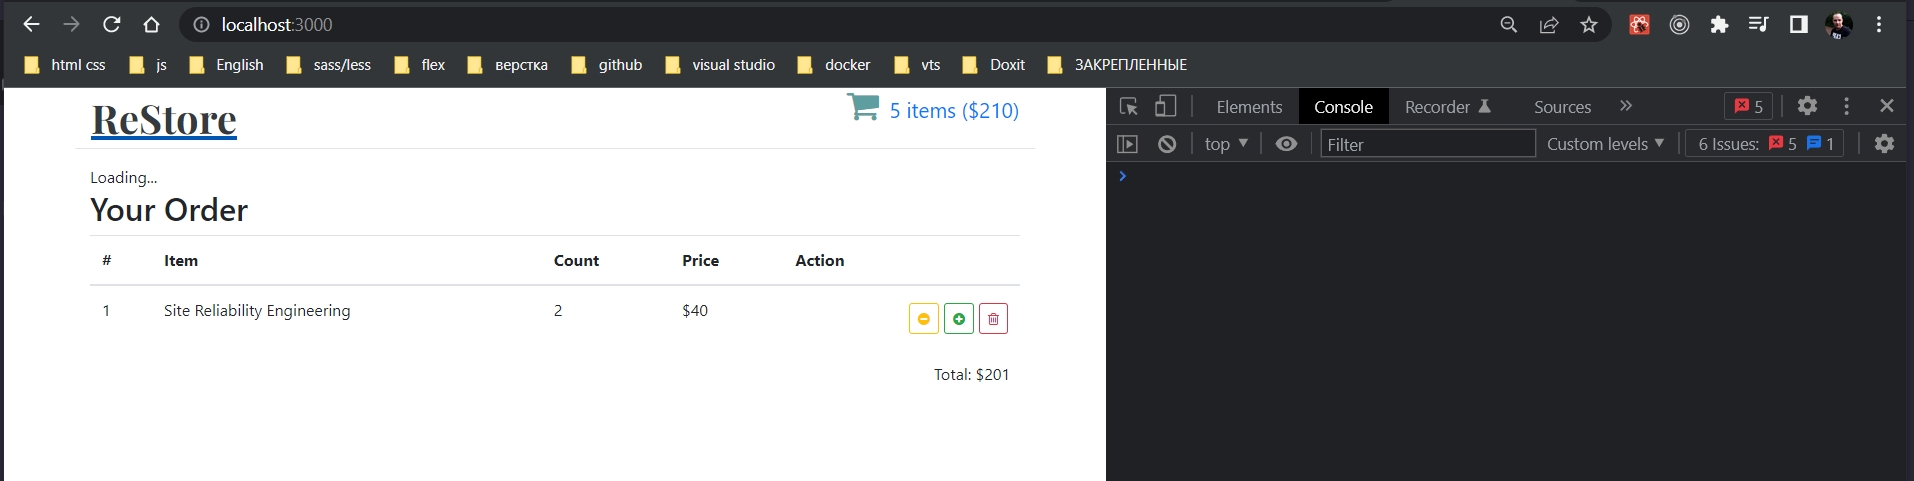 localhost:3000
html css js English sass/less flex верстка github visual studio docker vts Doxit ЗАКРЕПЛЕННЫЕ
ReStore 5 items ($210)
Loading...
Your Order
# Item Count Price Action
1 Site Reliability Engineering 2 $40
Total: $201
Elements Console Recorder Sources » 5
top Filter Custom levels 6 Issues: 5 1